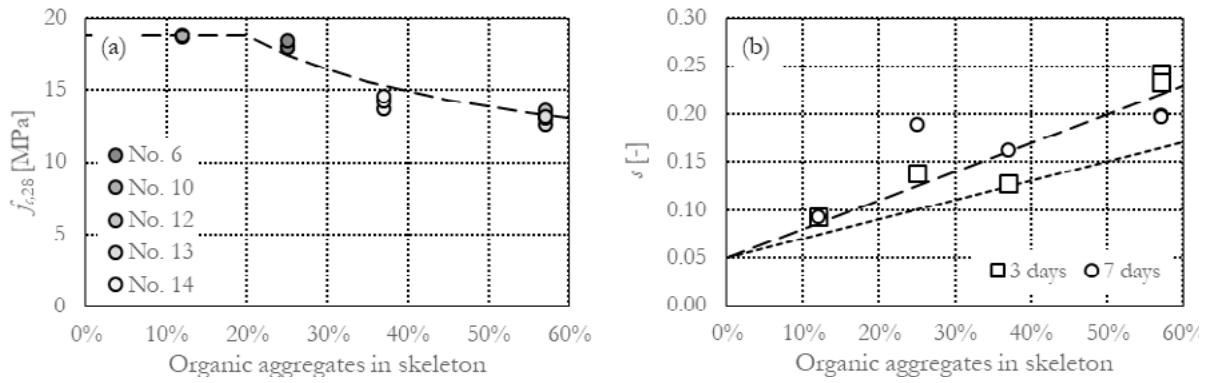 (a)
f c,28 [MPa]
20
15
10
5
0
No. 6
No. 10
No. 12
No. 13
No. 14
0% 10% 20% 30% 40% 50% 60%
Organic aggregates in skeleton
(b)
s [-]
0.30
0.25
0.20
0.15
0.10
0.05
0.00
3 days 7 days
0% 10% 20% 30% 40% 50% 60%
Organic aggregates in skeleton